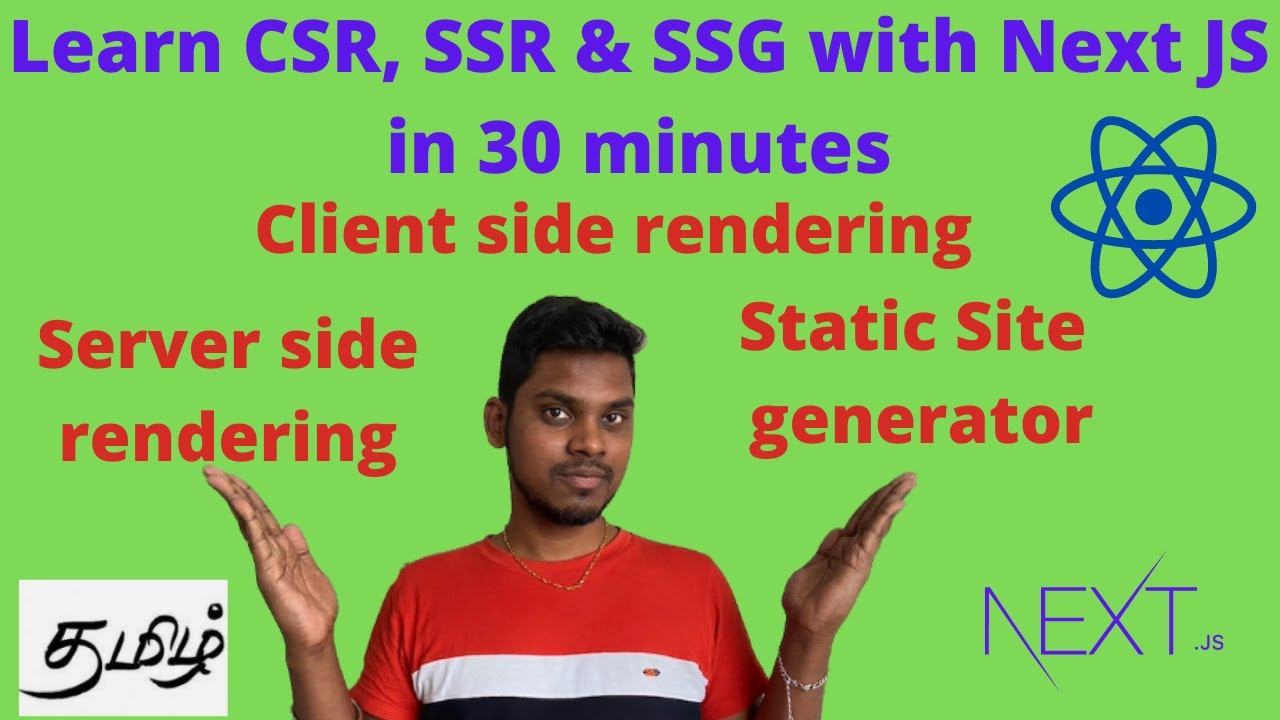 Learn CSR, SSR & SSG with Next JS
in 30 minutes
Client side rendering
Server side
rendering
Static Site
generator
தமிழ்
NEXT.JS